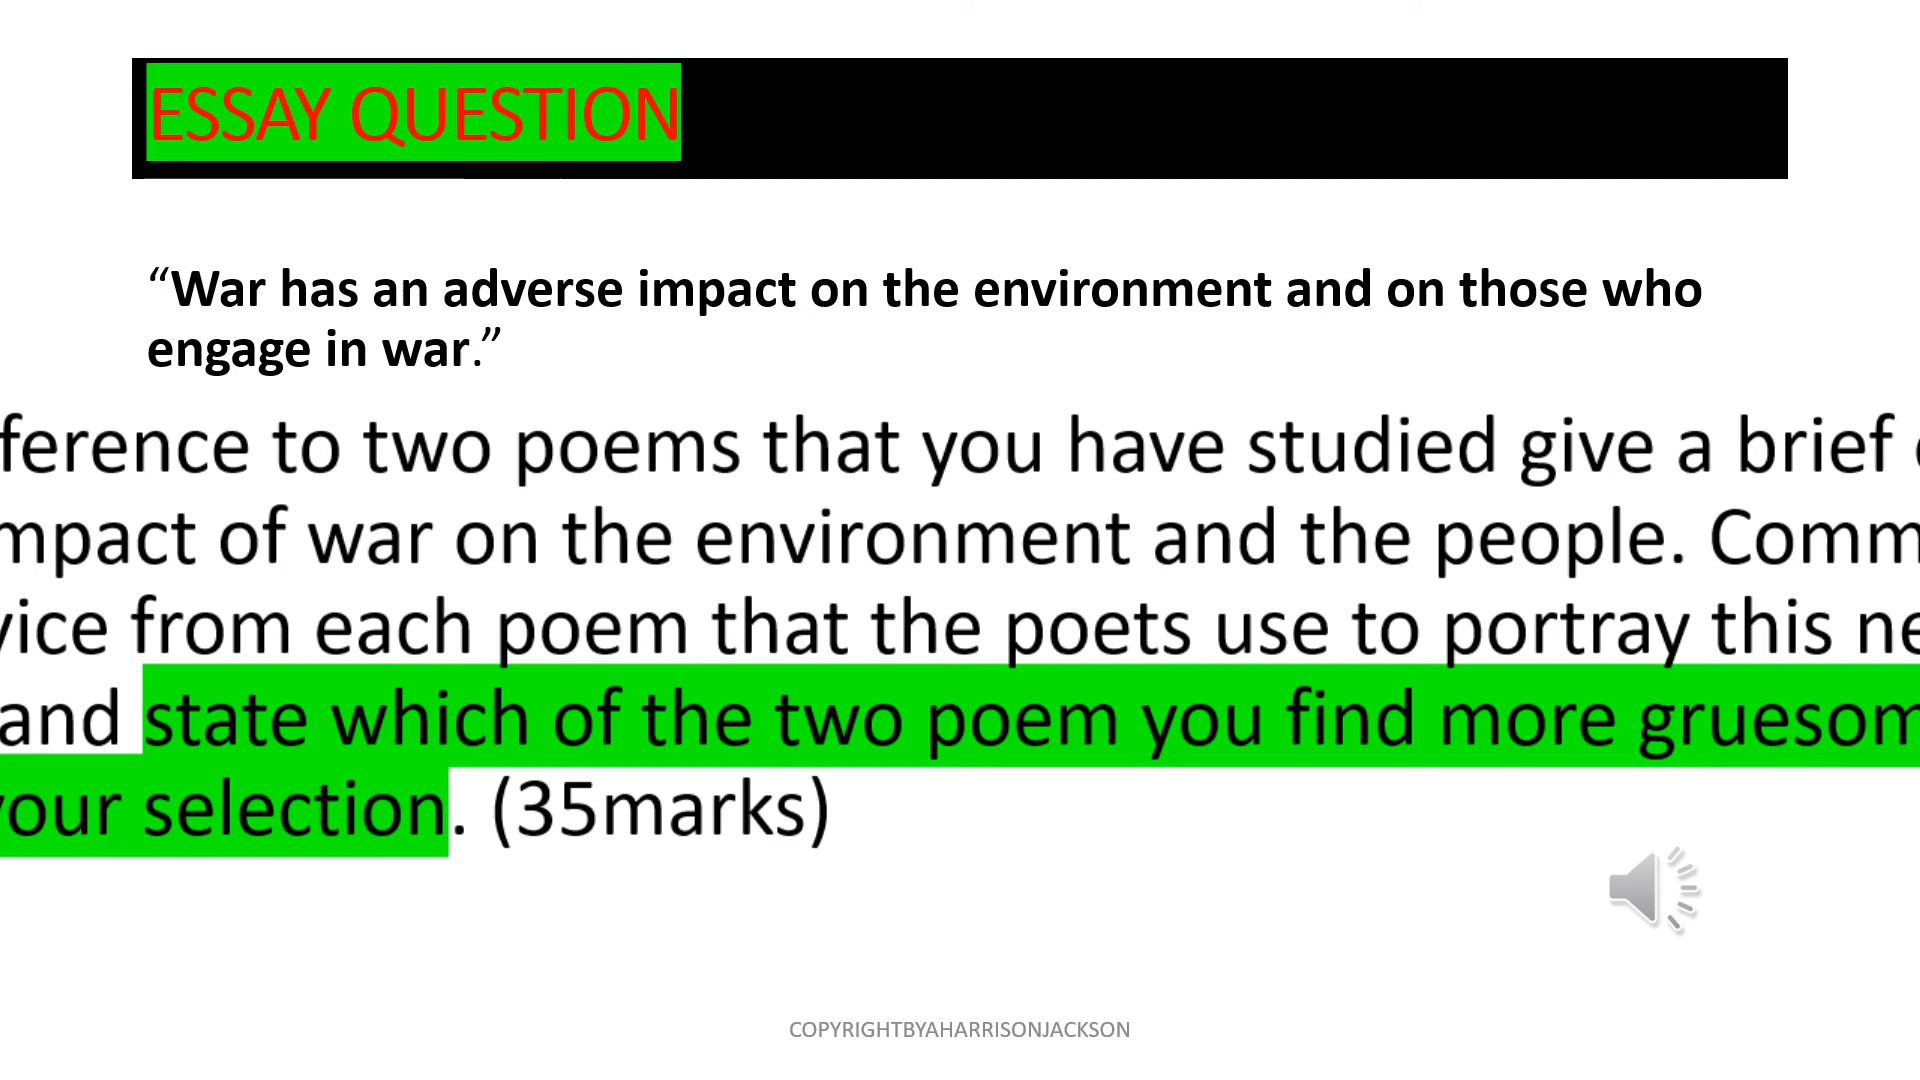 ESSAY QUESTION
“War has an adverse impact on the environment and on those who
engage in war.”
ference to two poems that you have studied give a brief
mpact of war on the environment and the people. Comm
vice from each poem that the poets use to portray this ne
and state which of the two poem you find more gruesom
your selection. (35marks)
COPYRIGHTBYAHARRISONJACKSON